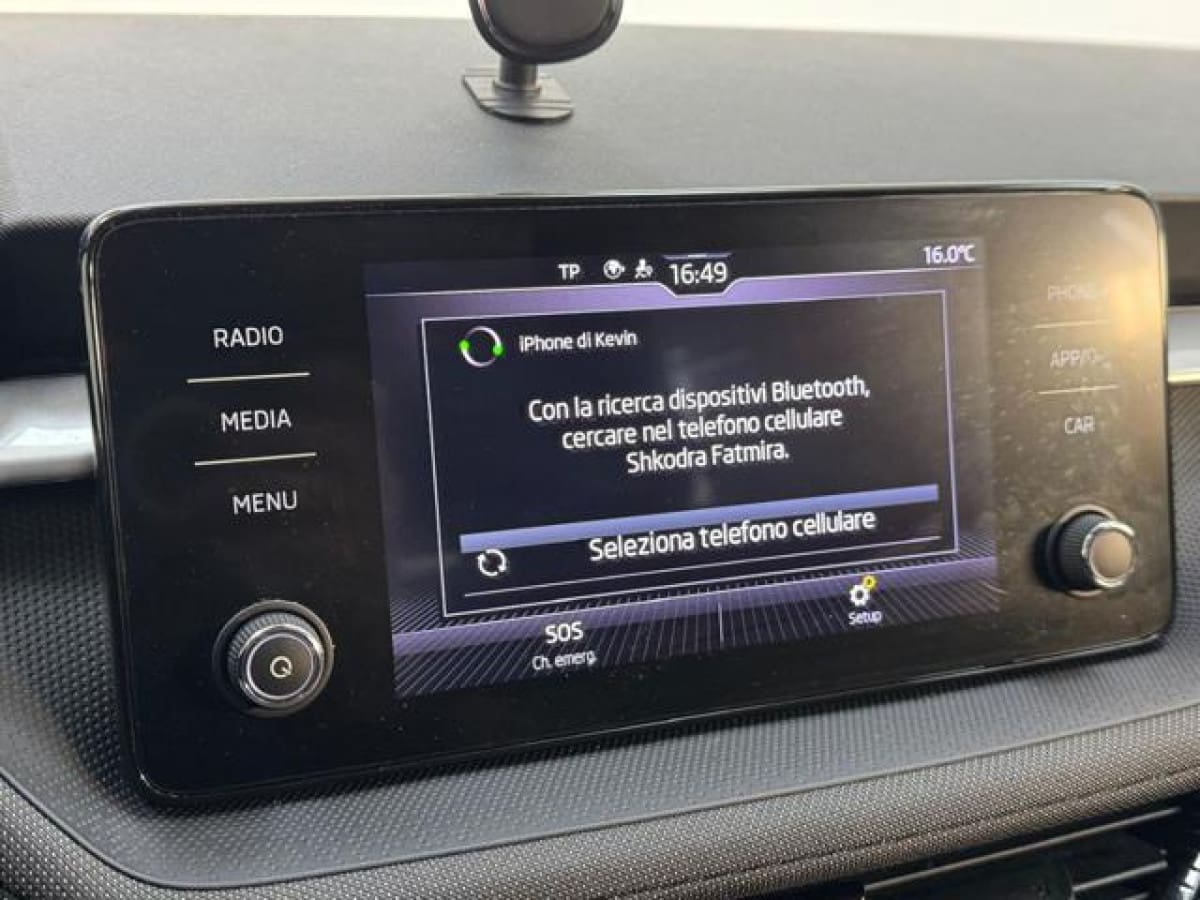 TP 16:49 16.0°C
RADIO
MEDIA
MENU
iPhone di Kevin
Con la ricerca dispositivi Bluetooth,
cercare nel telefono cellulare
Shkodra Fatmira.
Seleziona telefono cellulare
SOS
Ch. emerg.
Setup
PHONE
CAR